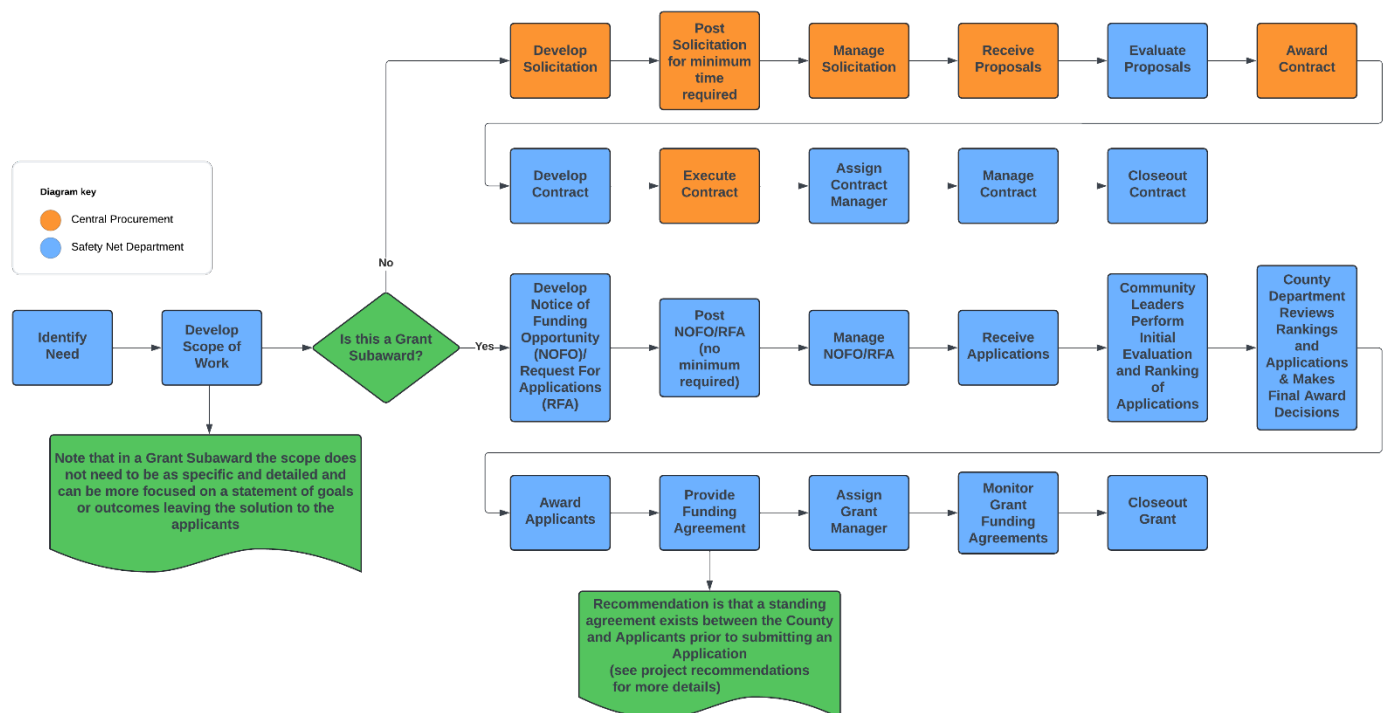 Develop
Solicitation
Post
Solicitation
for minimum
time
required
Manage
Solicitation
Receive
Proposals
Evaluate
Proposals
Award
Contract
Develop
Contract
Execute
Contract
Assign
Contract
Manager
Manage
Contract
Closeout
Contract
Diagram key
Central Procurement
Safety Net Department
No
Identify
Need
Develop
Scope of
Work
Is this a Grant
Subaward?
Yes
Develop
Notice of
Funding
Opportunity
(NOFO)/
Request For
Applications
(RFA)
Post
NOFO/RFA
(no
minimum
required)
Manage
NOFO/RFA
Receive
Applications
Community
Leaders
Perform
Initial
Evaluation
and Ranking
of
Applications
County
Department
Reviews
Rankings
and
Applications
& Makes
Final Award
Decisions
Note that in a Grant Subaward the scope does
not need to be as specific and detailed and
can be more focused on a statement of goals
or outcomes leaving the solution to the
applicants
Award
Applicants
Provide
Funding
Agreement
Assign
Grant
Manager
Monitor
Grant
Funding
Agreements
Closeout
Grant
Recommendation is that a standing
agreement exists between the County
and Applicants prior to submitting an
Application
(see project recommendations
for more details)